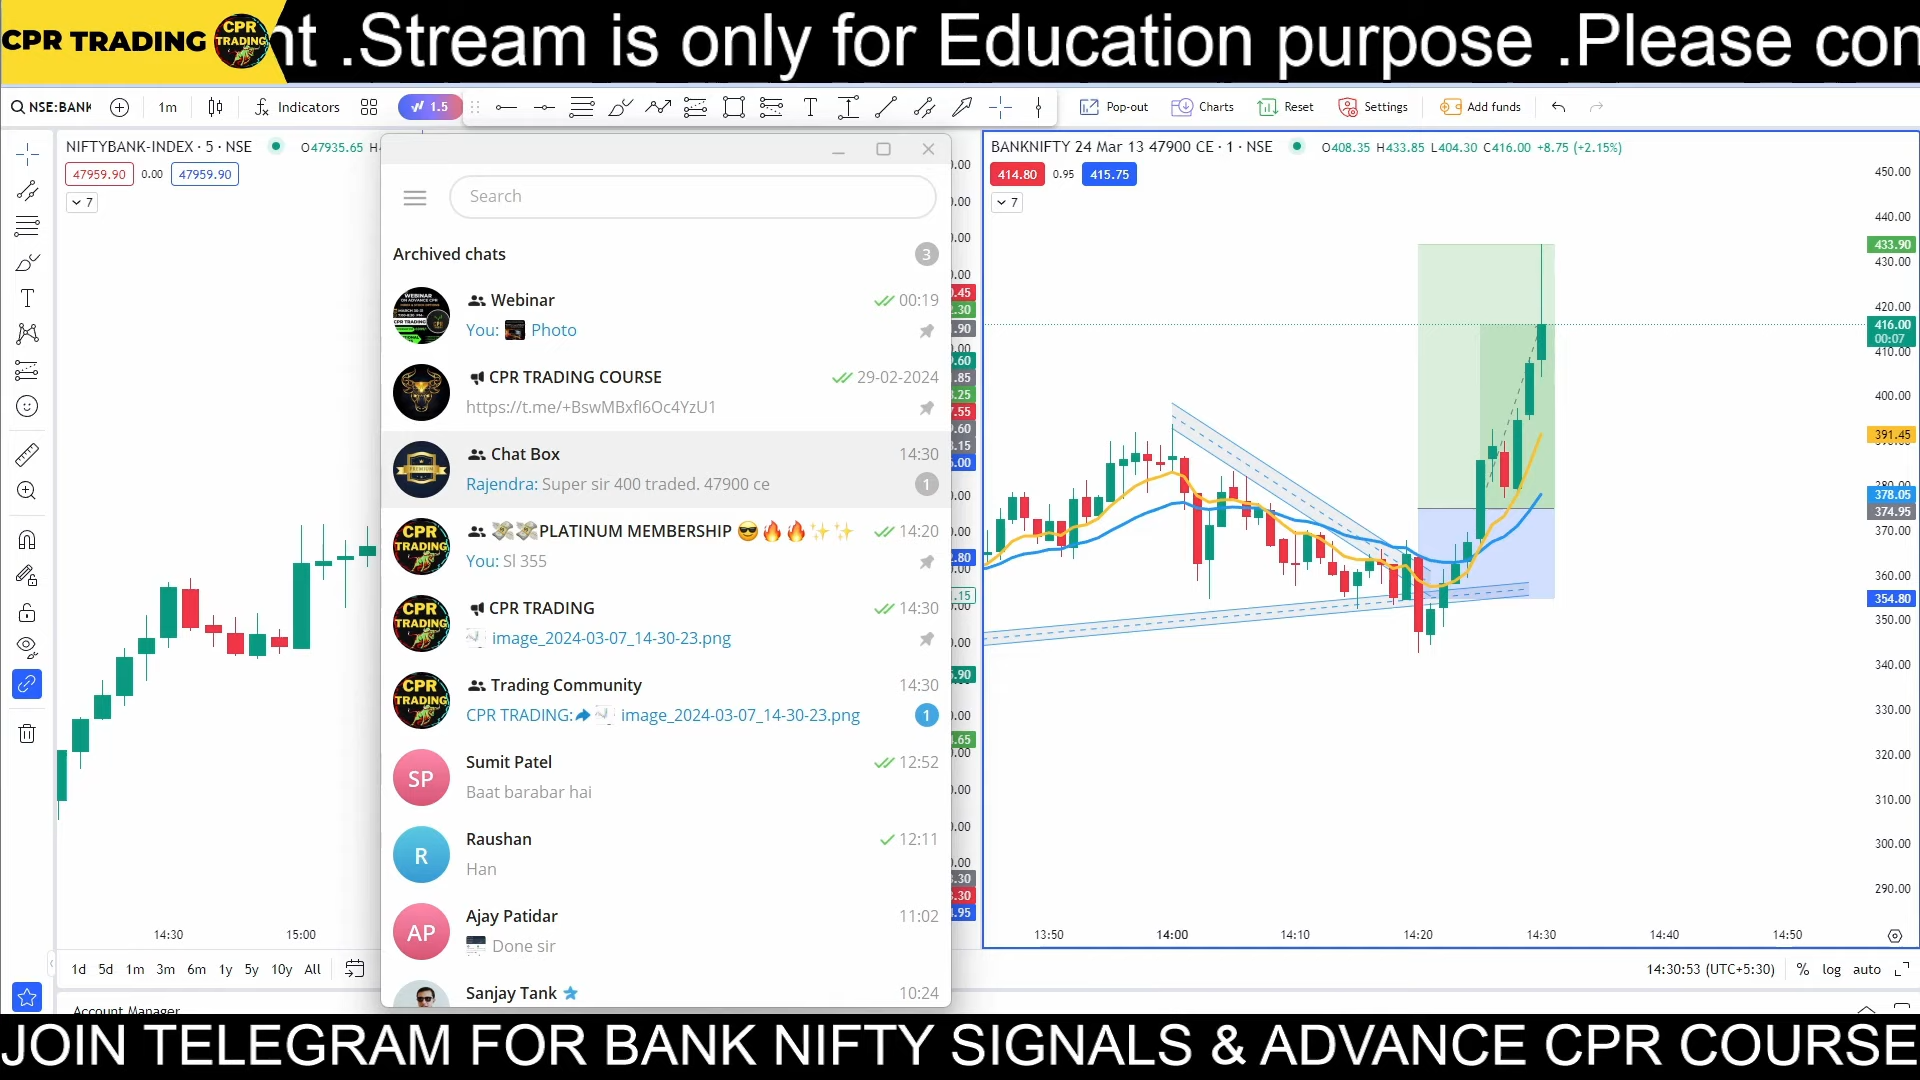 CPR TRADING
CPR TRADING
nt .Stream is only for Education purpose .Please con
NSE:BANK
1m
Indicators
1.5
Pop-out
Charts
Reset
Settings
Add funds
NIFTYBANK-INDEX · 5 · NSE
O47935.65 H4
47959.90
0.00
47959.90
7
Search
Archived chats
3
Webinar
00:19
You: Photo
CPR TRADING COURSE
29-02-2024
https://t.me/+BswMBxfI6Oc4YzU1
Chat Box
14:30
Rajendra: Super sir 400 traded. 47900 ce
1
💸💸PLATINUM MEMBERSHIP 😎🔥🔥✨✨
14:20
You: Sl 355
CPR TRADING
14:30
image_2024-03-07_14-30-23.png
Trading Community
14:30
CPR TRADING: image_2024-03-07_14-30-23.png
1
SP
Sumit Patel
12:52
Baat barabar hai
R
Raushan
12:11
Han
AP
Ajay Patidar
11:02
Done sir
Sanjay Tank
10:24
14:30
15:00
1d 5d 1m 3m 6m 1y 5y 10y All
Account Manager
BANKNIFTY 24 Mar 13 47900 CE · 1 · NSE
O408.35 H433.85 L404.30 C416.00 +8.75 (+2.15%)
414.80
0.95
415.75
7
450.00
440.00
433.90
430.00
420.00
416.00
00:07
410.00
400.00
391.45
380.00
378.05
374.95
370.00
360.00
354.80
350.00
340.00
330.00
320.00
310.00
300.00
290.00
13:50
14:00
14:10
14:20
14:30
14:40
14:50
14:30:53 (UTC+5:30)
%
log
auto
JOIN TELEGRAM FOR BANK NIFTY SIGNALS & ADVANCE CPR COURSE